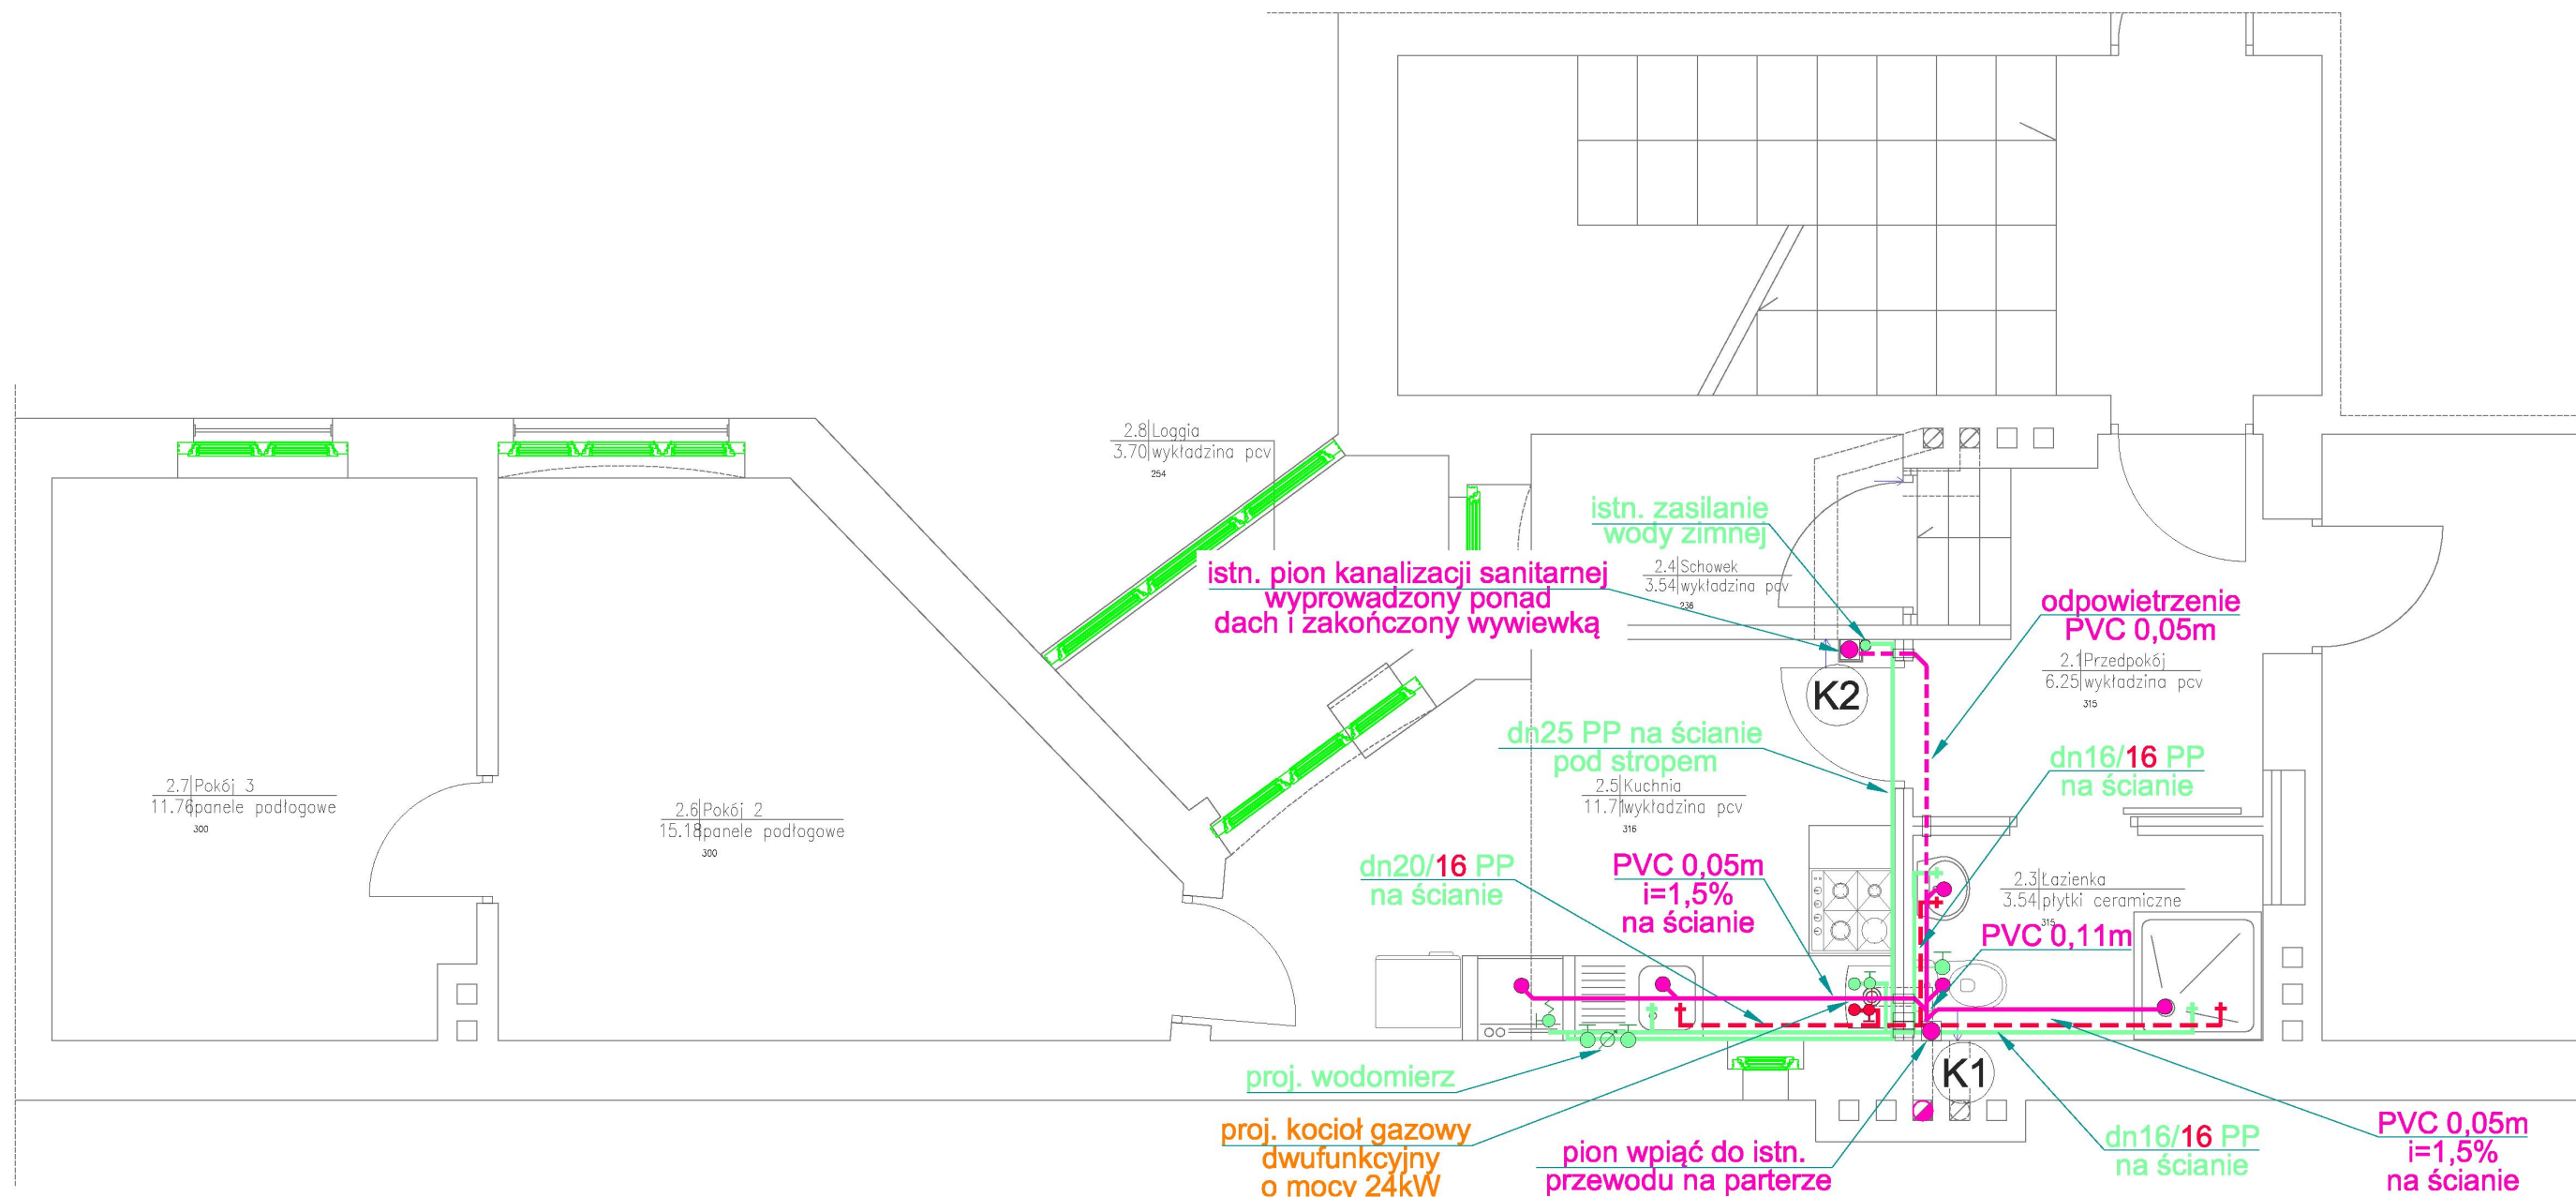 2.8 Loggia
3.70 wykładzina pcv
254
istn. zasilanie
wody zimnej
istn. pion kanalizacji sanitarnej
wyprowadzony ponad
dach i zakończony wywiewką
2.4 Schowek
3.54 wykładzina pcv
236
odpowietrzenie
PVC 0,05m
2.1 Przedpokój
6.25 wykładzina pcv
315
K2
dn25 PP na ścianie
pod stropem
dn16/16 PP
na ścianie
2.7 Pokój 3
11.76 panele podłogowe
300
2.6 Pokój 2
15.18 panele podłogowe
300
2.5 Kuchnia
11.71 wykładzina pcv
316
dn20/16 PP
na ścianie
PVC 0,05m
i=1,5%
na ścianie
2.3 Łazienka
3.54 płytki ceramiczne
315
PVC 0,11m
proj. wodomierz
K1
proj. kocioł gazowy
dwufunkcyjny
o mocy 24kW
pion wpiąć do istn.
przewodu na parterze
dn16/16 PP
na ścianie
PVC 0,05m
i=1,5%
na ścianie